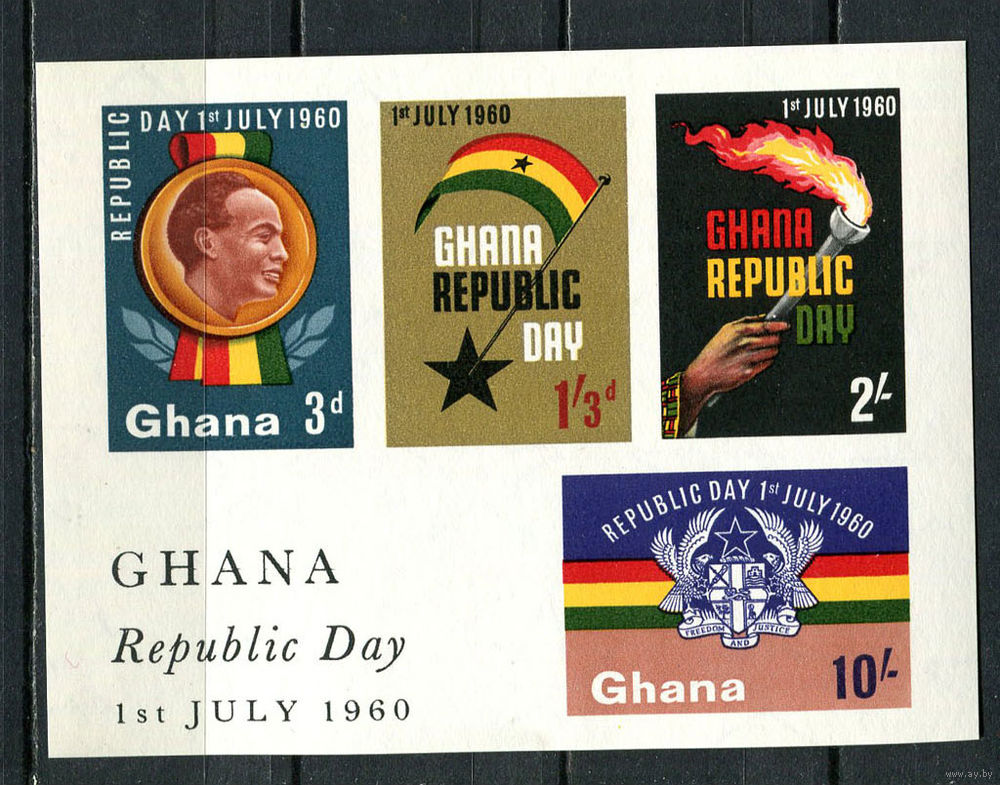 REPUBLIC
DAY 1st JULY 1960
Ghana 3d
1st JULY 1960
GHANA
REPUBLIC
DAY
1/3d
1st JULY 1960
GHANA
REPUBLIC
DAY
2/-
REPUBLIC DAY 1st JULY 1960
FREEDOM AND JUSTICE
Ghana 10/-
GHANA
Republic Day
1st JULY 1960
www.ay.by